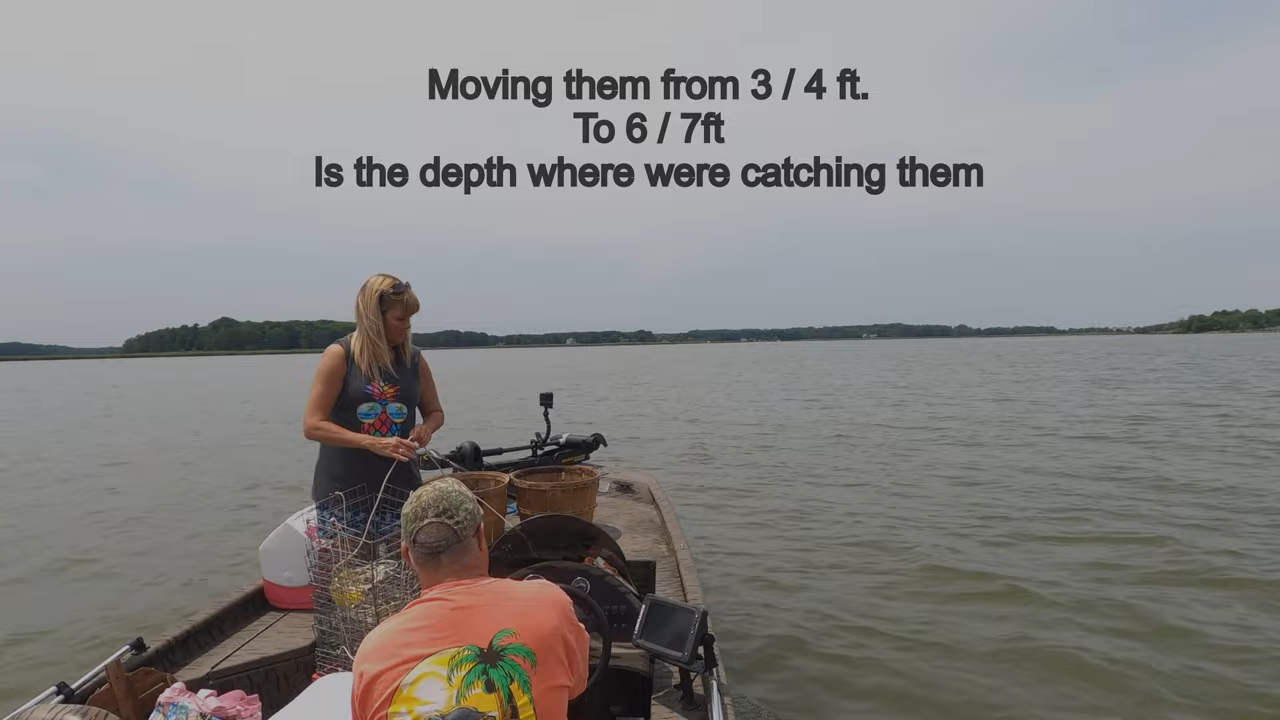 Moving them from 3 / 4 ft.
To 6 / 7ft
Is the depth where were catching them